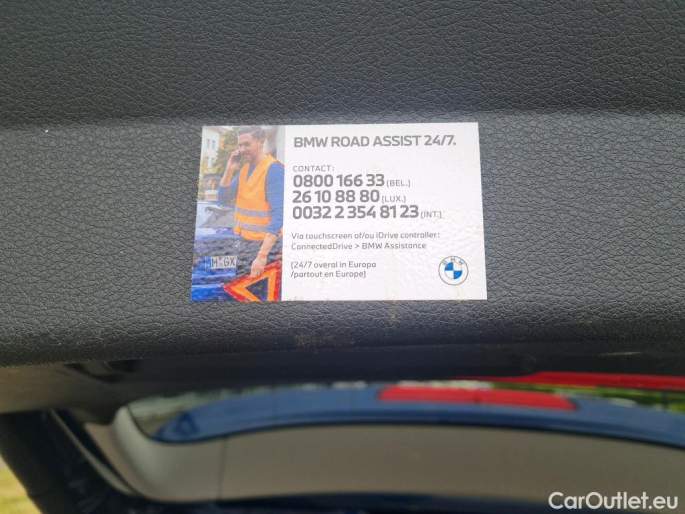 BMW ROAD ASSIST 24/7.
CONTACT:
0800 166 33 (BEL.)
26 10 88 80 (LUX.)
0032 2 354 81 23 (INT.)
Via touchscreen of/ou iDrive controller:
ConnectedDrive > BMW Assistance
(24/7 overal in Europa
/partout en Europe)
BMW
CarOutlet.eu